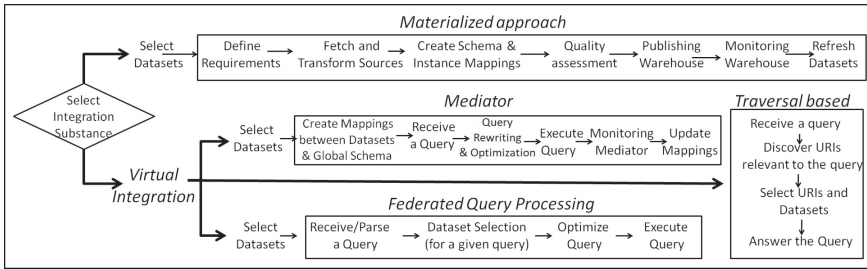 Materialized approach
Select
Datasets
Define
Requirements
Fetch and
Transform Sources
Create Schema &
Instance Mappings
Quality
assessment
Publishing
Warehouse
Monitoring
Warehouse
Refresh
Datasets
Select
Integration
Substance
Mediator
Select
Datasets
Create Mappings
between Datasets
& Global Schema
Receive
a Query
Query
Rewriting
& Optimization
Execute
Query
Monitoring
Mediator
Update
Mappings
Virtual
Integration
Traversal based
Receive a query
Discover URIs
relevant to the query
Select URIs and
Datasets
Answer the Query
Federated Query Processing
Select
Datasets
Receive/Parse
a Query
Dataset Selection
(for a given query)
Optimize
Query
Execute
Query